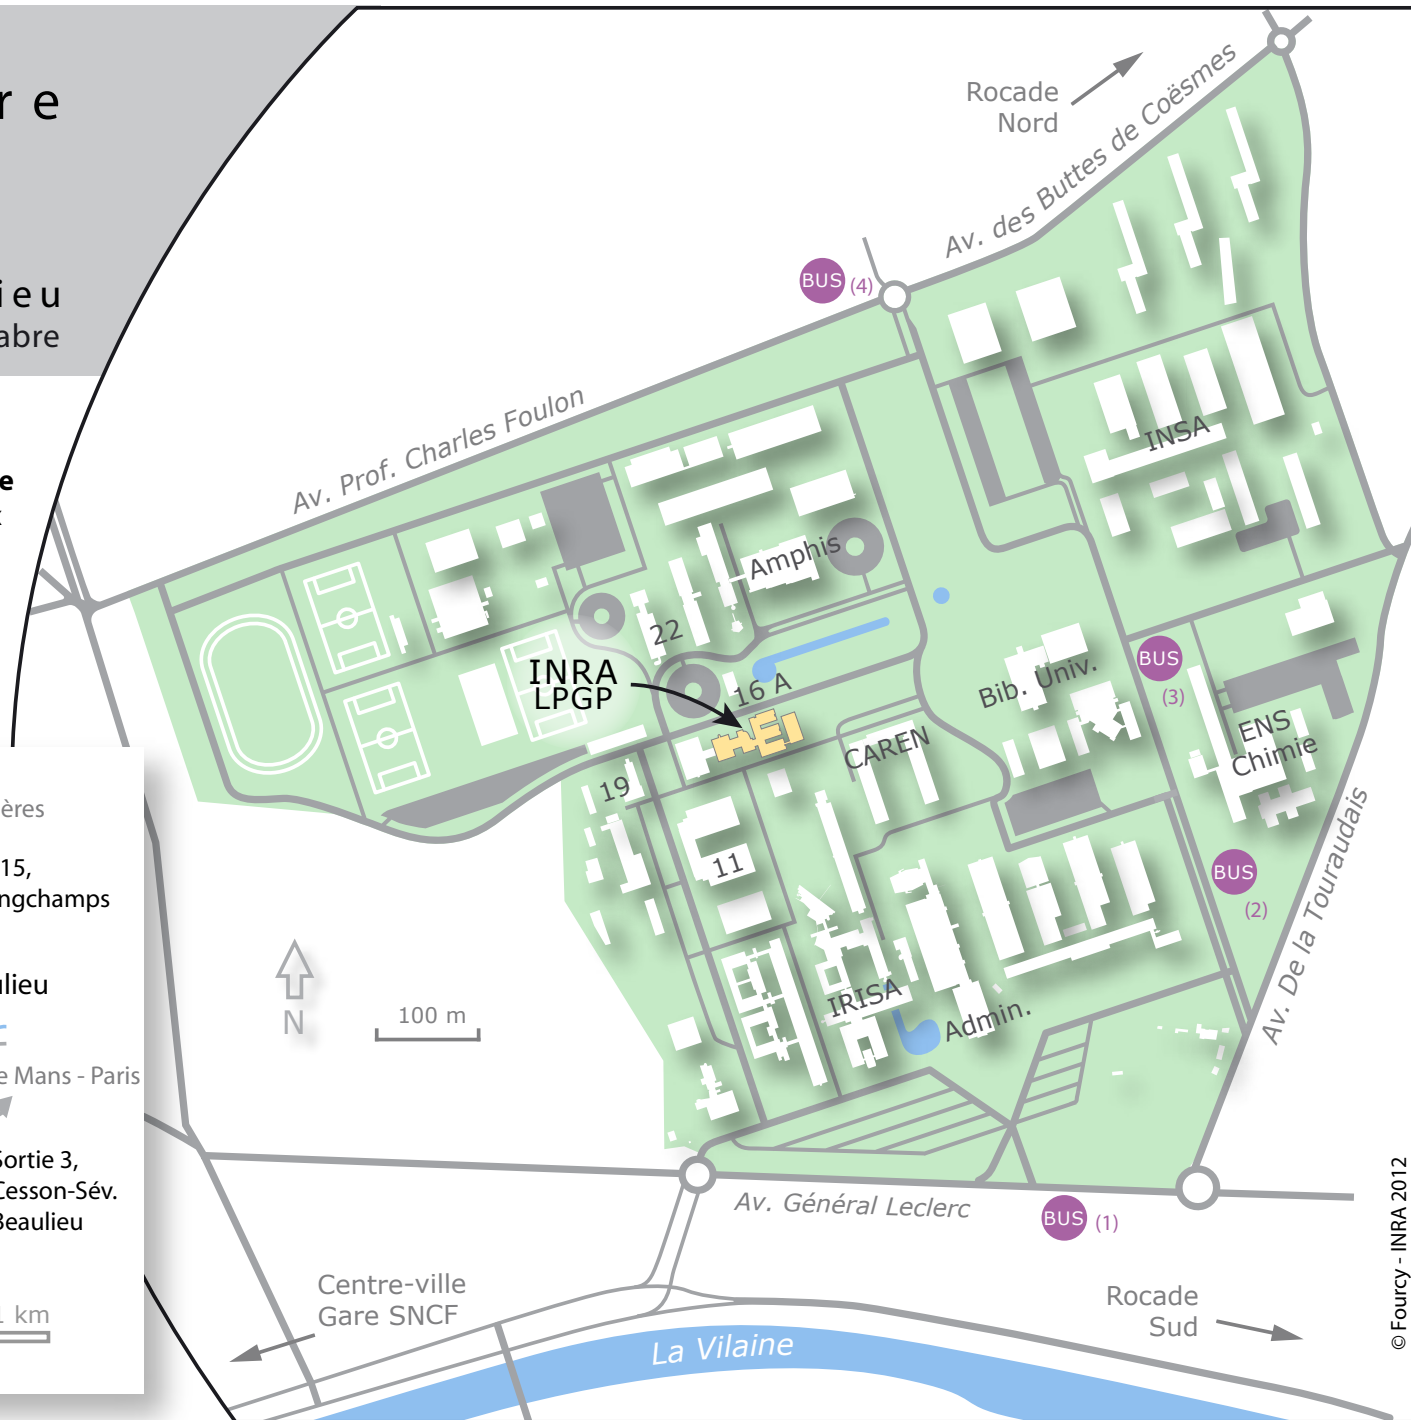 re
ieu
abre
e
Rocade
Nord
Av. des Buttes de Coësmes
BUS (4)
Av. Prof. Charles Foulon
INSA
Amphis
22
INRA
LPGP
16 A
Bib. Univ.
BUS
(3)
CAREN
ENS
Chimie
19
11
BUS
(2)
Av. De la Touraudais
IRISA
Admin.
N
100 m
ères
15,
ngchamps
ulieu
e Mans - Paris
Sortie 3,
Cesson-Sév.
Beaulieu
1 km
Av. Général Leclerc
BUS (1)
Centre-ville
Gare SNCF
Rocade
Sud
La Vilaine
© Fourcy - INRA 2012